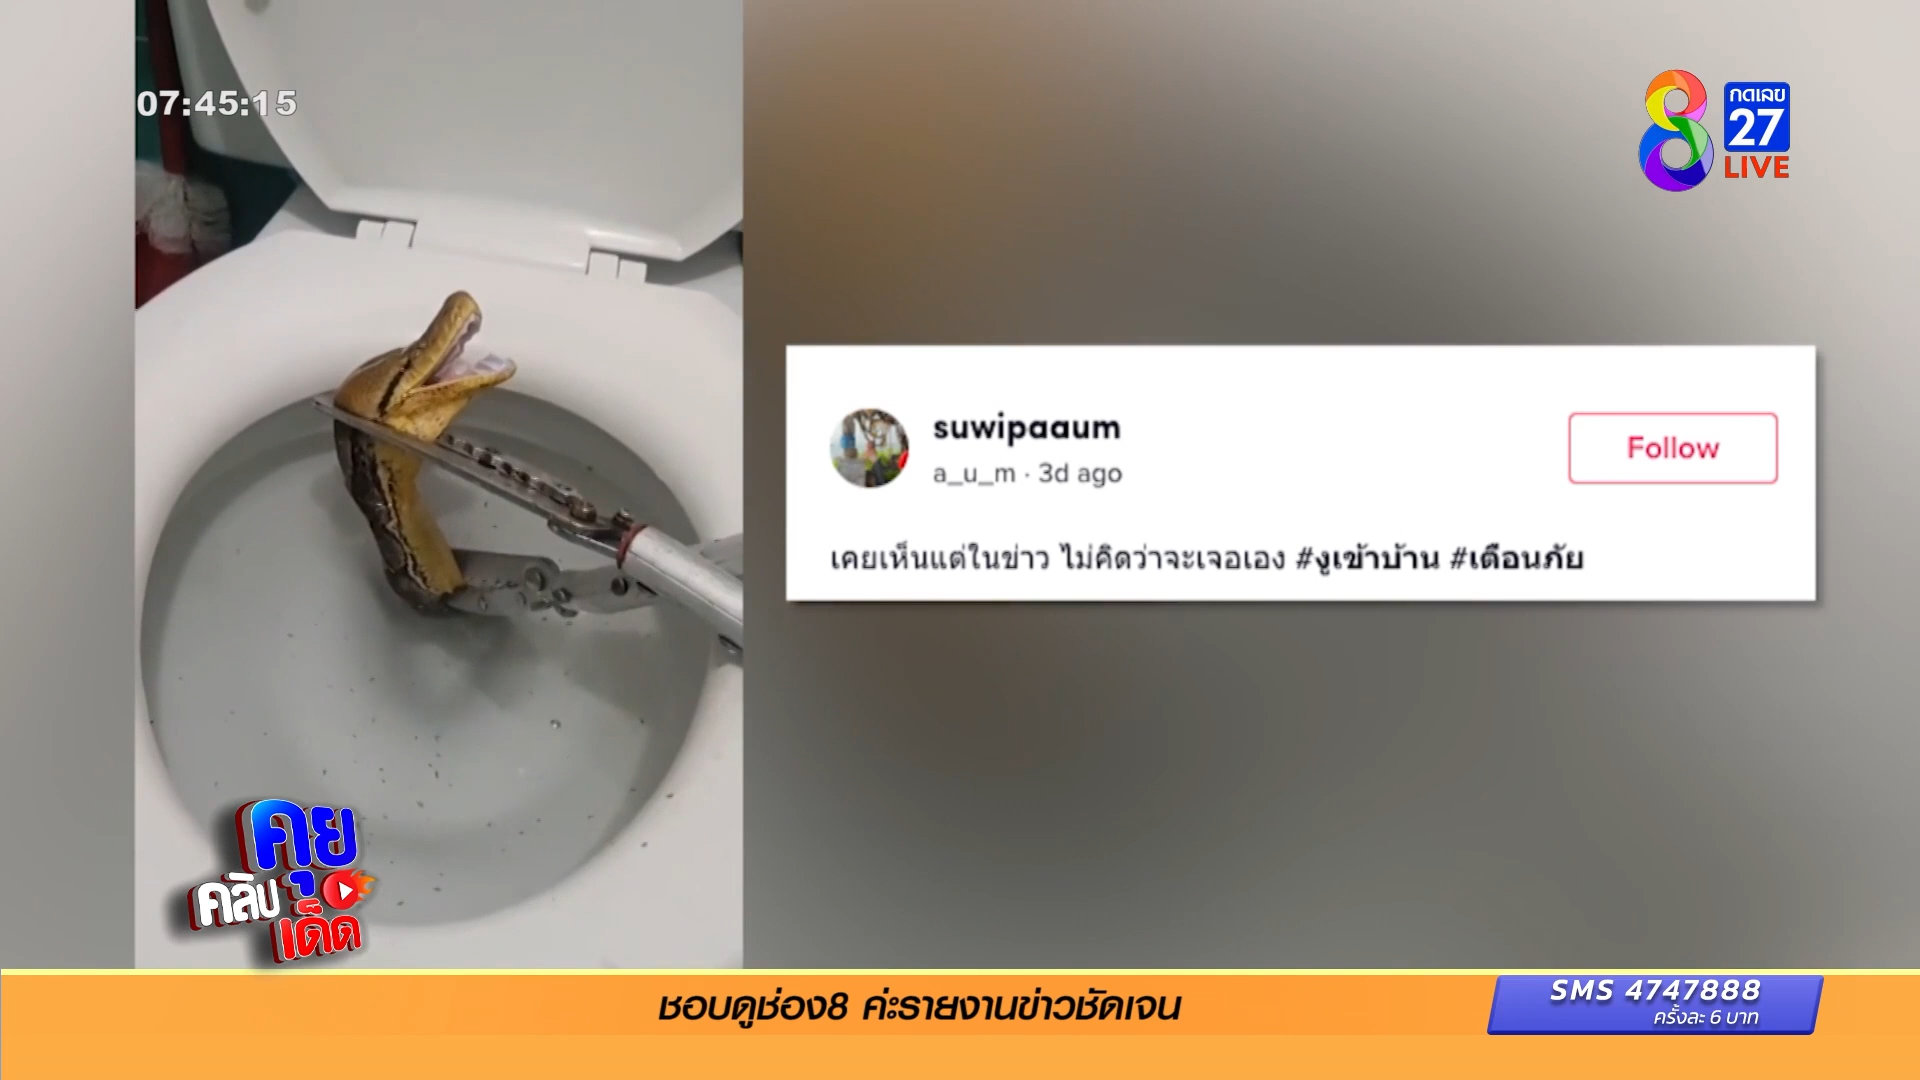 07:45:15
กดเลข
27
LIVE
suwipaaum
a_u_m · 3d ago
Follow
เคยเห็นแต่ในข่าว ไม่คิดว่าจะเจอเอง #งูเข้าบ้าน #เตือนภัย
คุย
คลิป
เด็ด
ชอบดูช่อง8 ค่ะรายงานข่าวชัดเจน
SMS 4747888
ครั้งละ 6 บาท